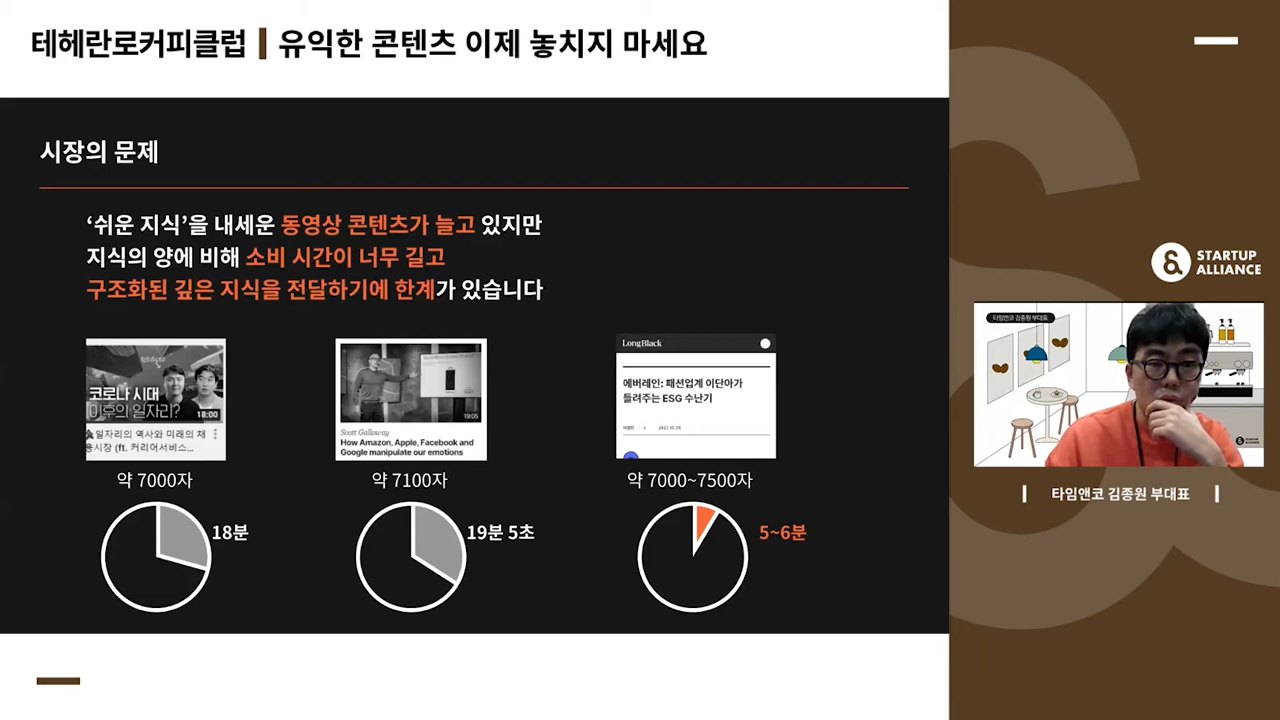 테헤란로커피클럽 유익한 콘텐츠 이제 놓치지 마세요
시장의 문제
‘쉬운 지식’을 내세운 동영상 콘텐츠가 늘고 있지만
지식의 양에 비해 소비 시간이 너무 길고
구조화된 깊은 지식을 전달하기에 한계가 있습니다
코로나 시대
이후의 일자리?
18:00
일자리의 역사와 미래의 채
용시장 (ft. 커리어서비스...
약 7000자
18분
19:05
Scott Galloway
How Amazon, Apple, Facebook and
Google manipulate our emotions
약 7100자
19분 5초
LongBlack
에버레인: 패션업계 이단아가
들려주는 ESG 수난기
2021.10.25
약 7000~7500자
5~6분
STARTUP
ALLIANCE
타임앤코 김종원 부대표
타임앤코 김종원 부대표